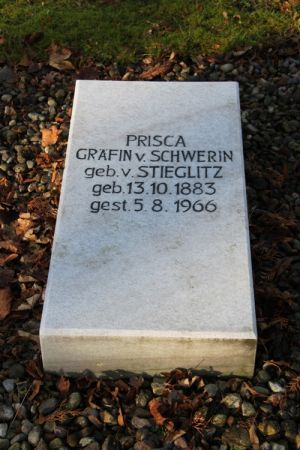 PRISCA
GRÄFIN v. SCHWERIN
geb. v. STIEGLITZ
geb. 13.10.1883
gest. 5.8.1966